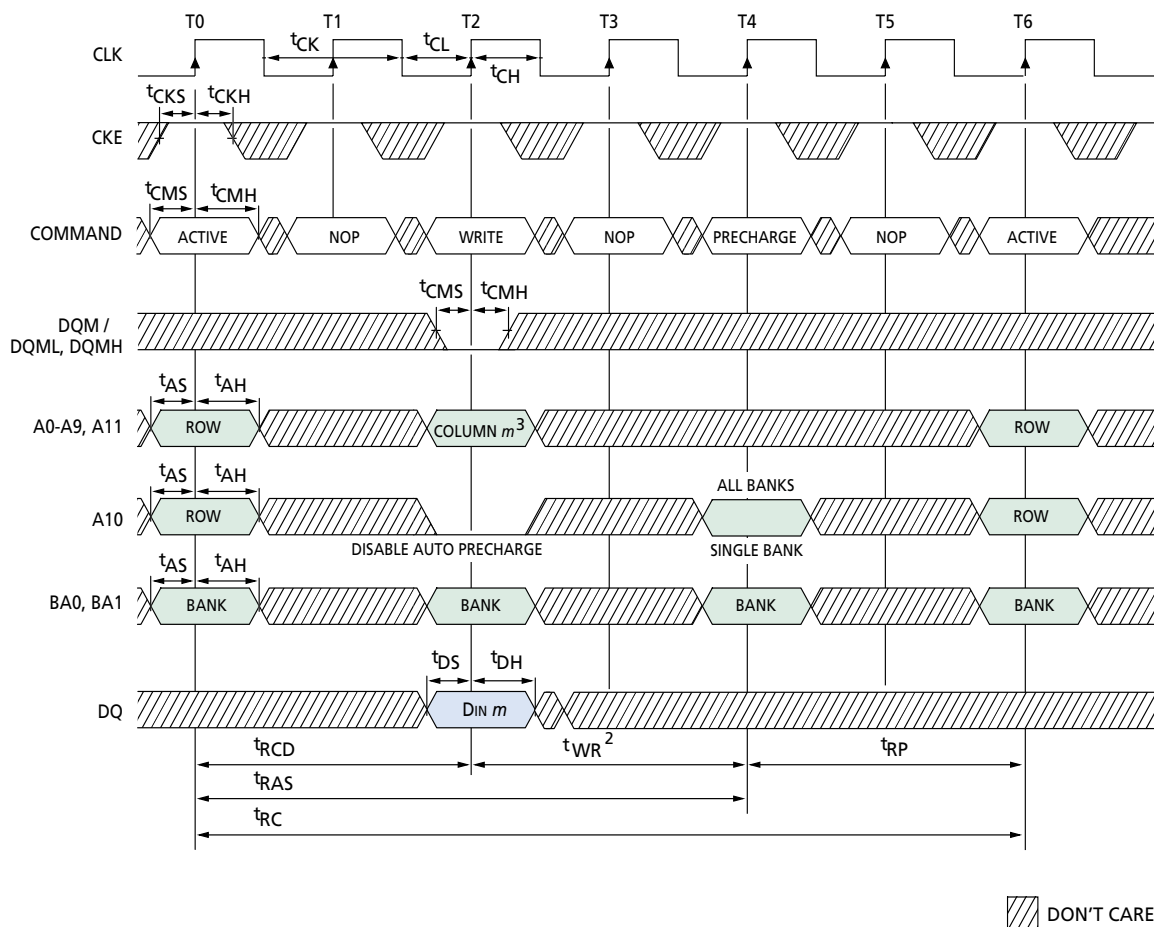 T0 T1 T2 T3 T4 T5 T6
CLK
tCK tCL
tCH
tCKS tCKH
CKE
tCMS tCMH
COMMAND ACTIVE NOP WRITE NOP PRECHARGE NOP ACTIVE
tCMS tCMH
DQM /
DQML, DQMH
tAS tAH
A0-A9, A11 ROW COLUMN m3 ROW
tAS tAH
ALL BANKS
A10 ROW ROW
DISABLE AUTO PRECHARGE SINGLE BANK
tAS tAH
BA0, BA1 BANK BANK BANK BANK
tDS tDH
DQ DIN m
tRCD tWR2 tRP
tRAS
tRC
DON'T CARE